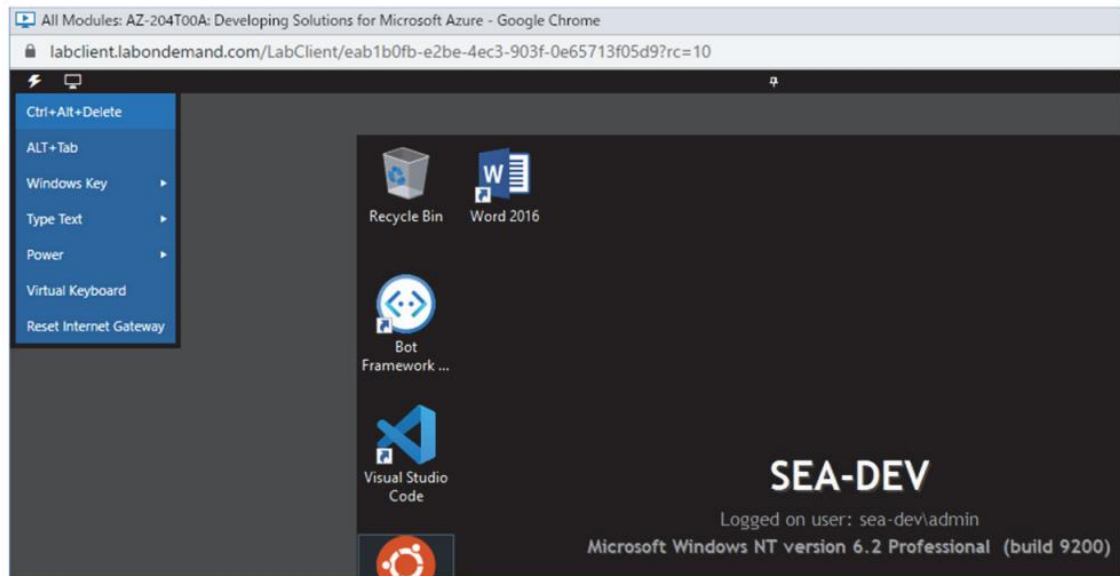 All Modules: AZ-204T00A: Developing Solutions for Microsoft Azure - Google Chrome
labclient.labondemand.com/LabClient/eab1b0fb-e2be-4ec3-903f-0e65713f05d9?rc=10
Ctrl+Alt+Delete
ALT+Tab
Windows Key
Type Text
Power
Virtual Keyboard
Reset Internet Gateway
Recycle Bin
Word 2016
Bot
Framework ...
Visual Studio
Code
SEA-DEV
Logged on user: sea-dev\admin
Microsoft Windows NT version 6.2 Professional (build 9200)